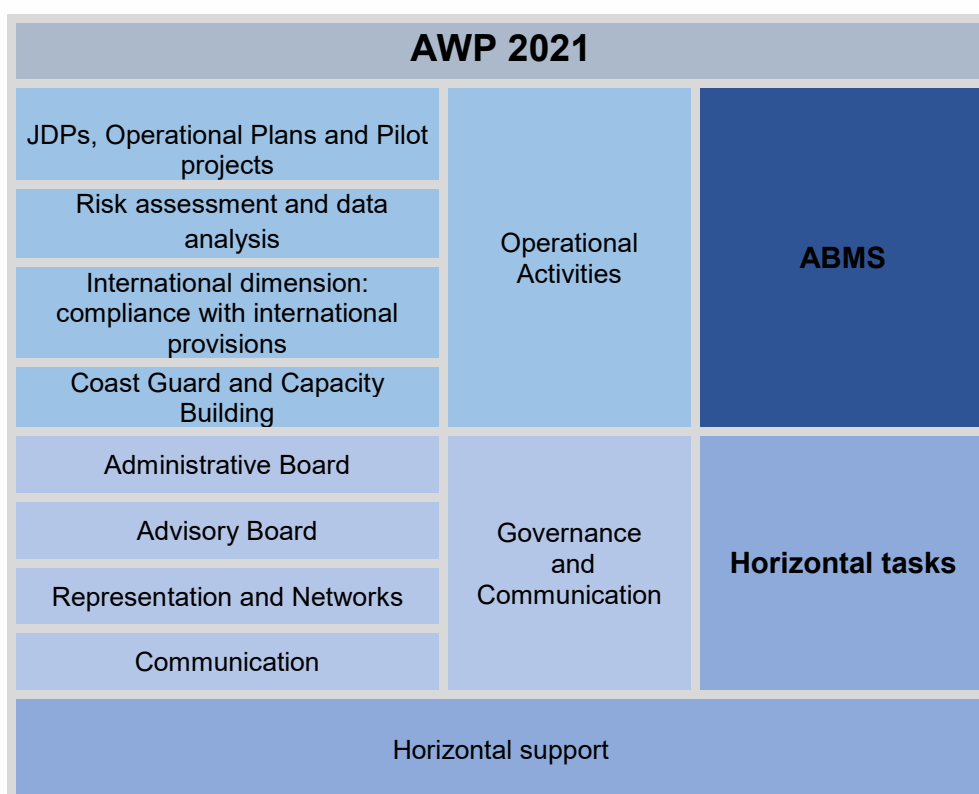 AWP 2021
JDPs, Operational Plans and Pilot
projects
Risk assessment and data
analysis
International dimension:
compliance with international
provisions
Coast Guard and Capacity
Building
Operational
Activities
ABMS
Administrative Board
Advisory Board
Representation and Networks
Communication
Governance
and
Communication
Horizontal tasks
Horizontal support